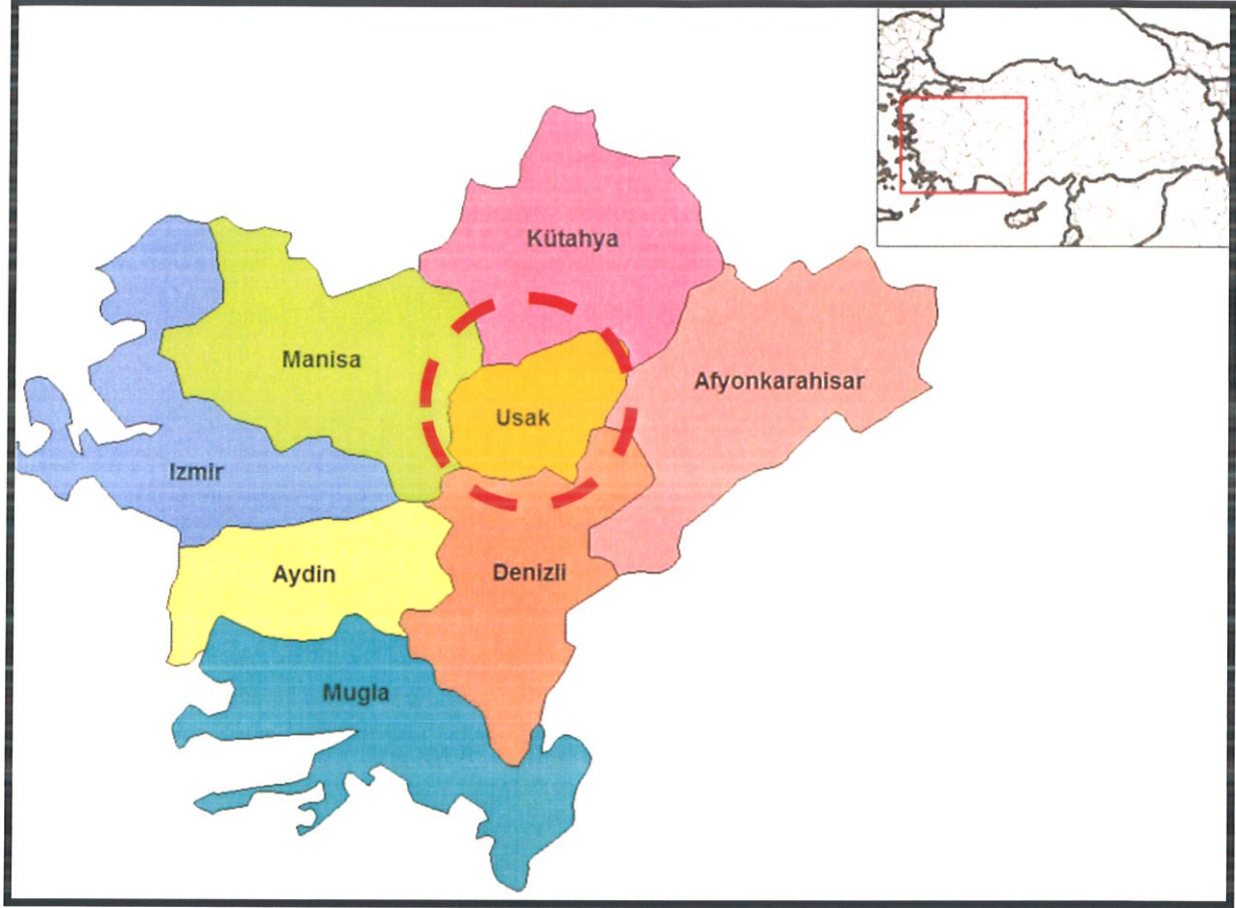 Kütahya
Manisa
Afyonkarahisar
Usak
Izmir
Aydin
Denizli
Mugla